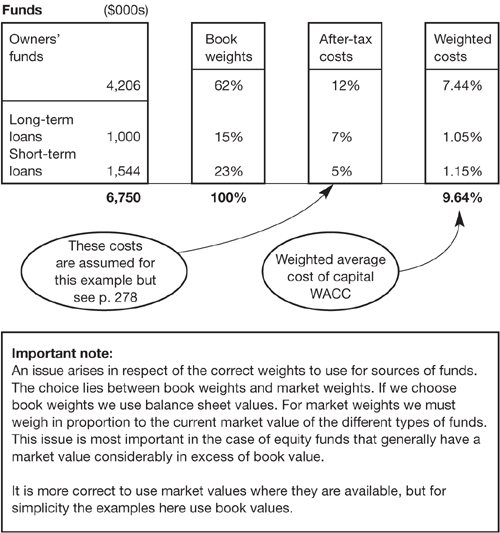 Funds ($000s)
Owners' funds 4,206
Book weights
62%
After-tax costs
12%
Weighted costs
7.44%
Long-term loans 1,000 15% 7% 1.05%
Short-term loans 1,544 23% 5% 1.15%
6,750 100% 9.64%
These costs
are assumed for
this example but
see p. 278
Weighted average
cost of capital
WACC
Important note:
An issue arises in respect of the correct weights to use for sources of funds.
The choice lies between book weights and market weights. If we choose
book weights we use balance sheet values. For market weights we must
weigh in proportion to the current market value of the different types of funds.
This issue is most important in the case of equity funds that generally have a
market value considerably in excess of book value.
It is more correct to use market values where they are available, but for
simplicity the examples here use book values.